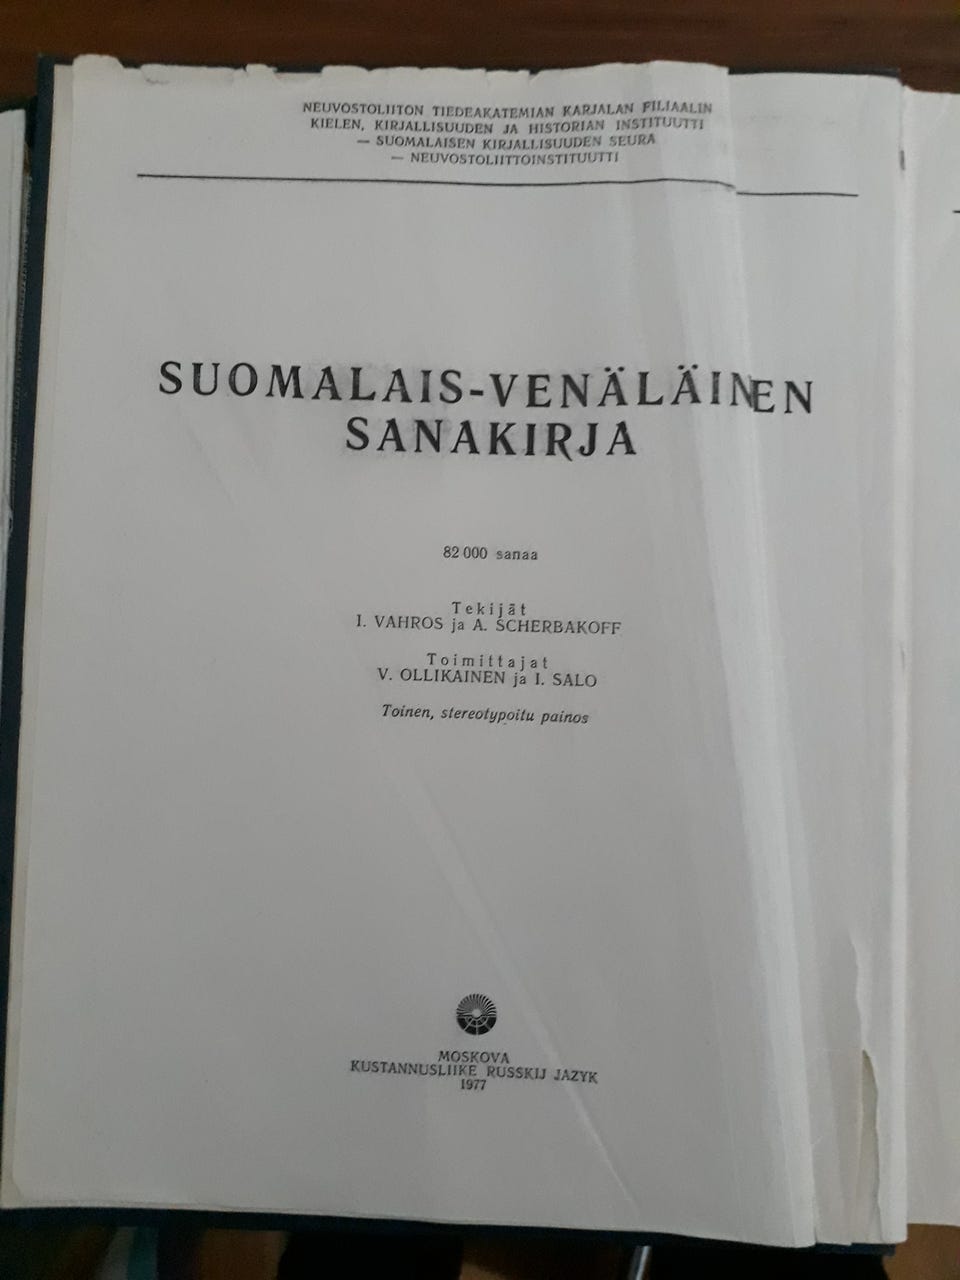 NEUVOSTOLIITON TIEDEAKATEMIAN KARJALAN FILIAALIN
KIELEN, KIRJALLISUUDEN JA HISTORIAN INSTITUUTTI
— SUOMALAISEN KIRJALLISUUDEN SEURA
— NEUVOSTOLIITTOINSTITUUTTI
SUOMALAIS-VENÄLÄINEN
SANAKIRJA
82 000 sanaa
Tekijät
I. VAHROS ja A. SCHERBAKOFF
Toimittajat
V. OLLIKAINEN ja I. SALO
Toinen, stereotypoitu painos
MOSKOVA
KUSTANNUSLIIKE RUSSKIJ JAZYK
1977